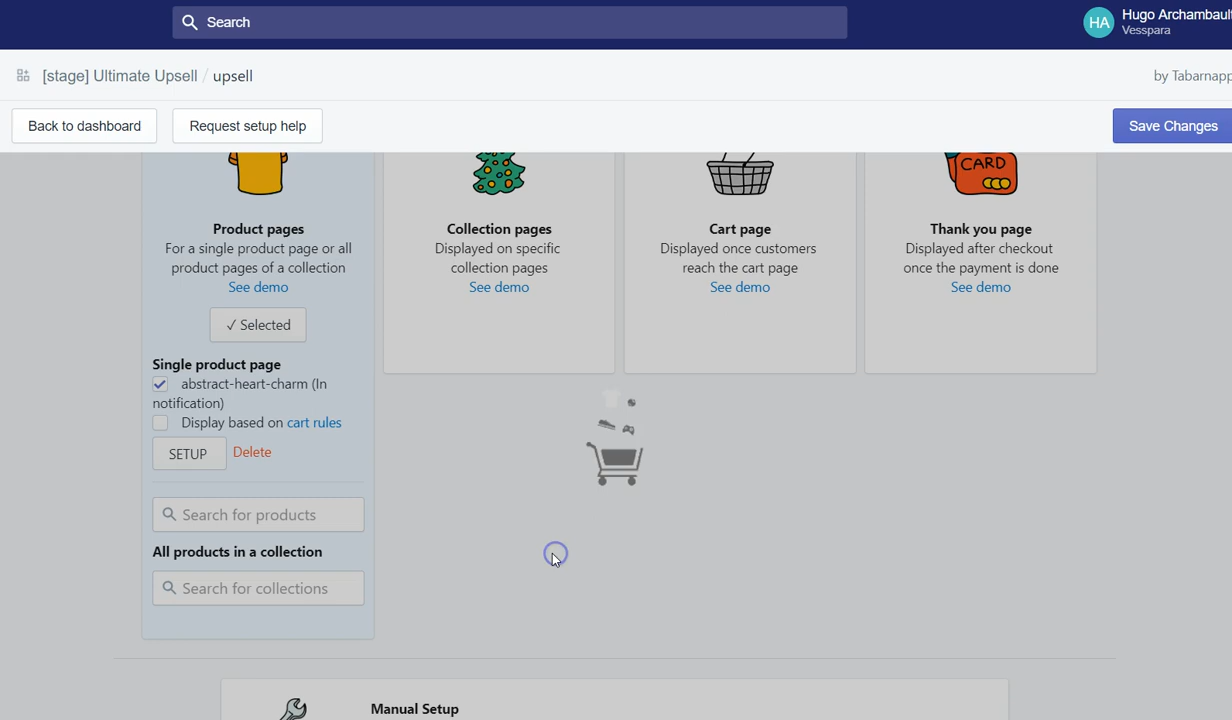 Search
HA
Hugo Archambault
Vesspara
[stage] Ultimate Upsell / upsell
by Tabarnapp
Back to dashboard
Request setup help
Save Changes
CARD
Product pages
For a single product page or all
product pages of a collection
See demo
✓ Selected
Single product page
abstract-heart-charm (In
notification)
Display based on cart rules
SETUP
Delete
Search for products
All products in a collection
Search for collections
Collection pages
Displayed on specific
collection pages
See demo
Cart page
Displayed once customers
reach the cart page
See demo
Thank you page
Displayed after checkout
once the payment is done
See demo
Manual Setup